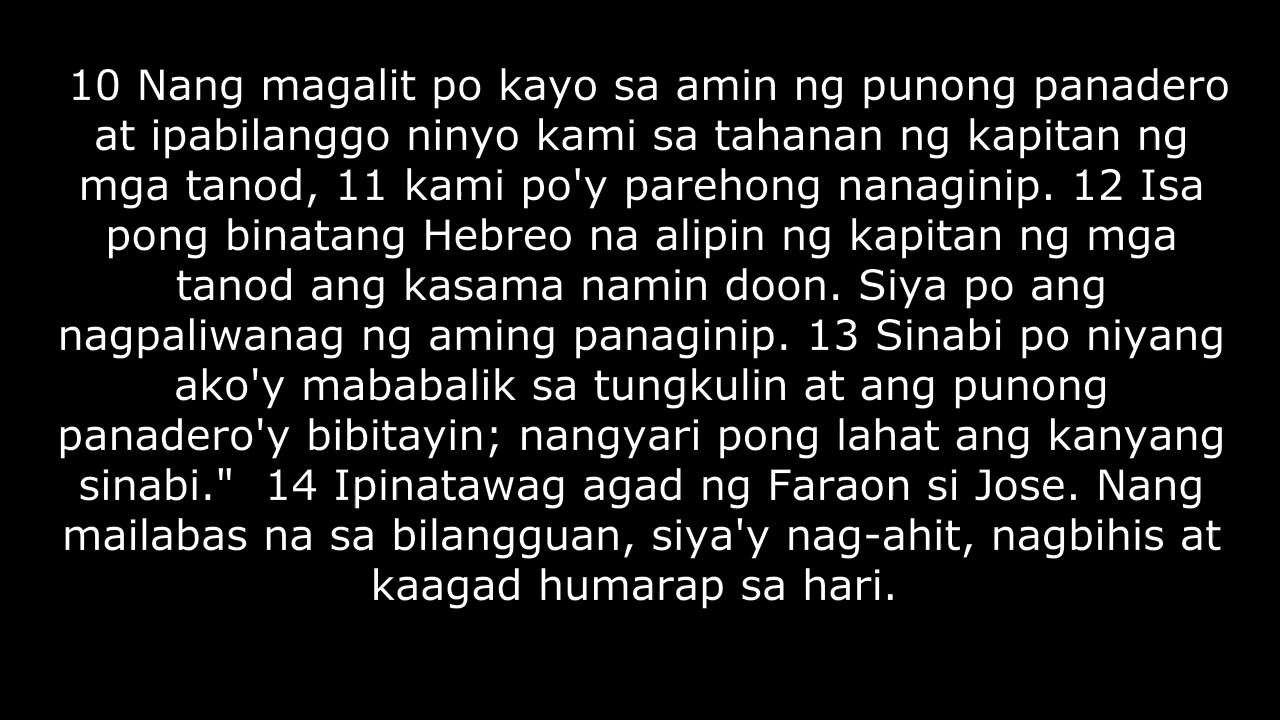 10 Nang magalit po kayo sa amin ng punong panadero
at ipabilanggo ninyo kami sa tahanan ng kapitan ng
mga tanod, 11 kami po'y parehong nanaginip. 12 Isa
pong binatang Hebreo na alipin ng kapitan ng mga
tanod ang kasama namin doon. Siya po ang
nagpaliwanag ng aming panaginip. 13 Sinabi po niyang
ako'y mababalik sa tungkulin at ang punong
panadero'y bibitayin; nangyari pong lahat ang kanyang
sinabi."  14 Ipinatawag agad ng Faraon si Jose. Nang
mailabas na sa bilangguan, siya'y nag-ahit, nagbihis at
kaagad humarap sa hari.